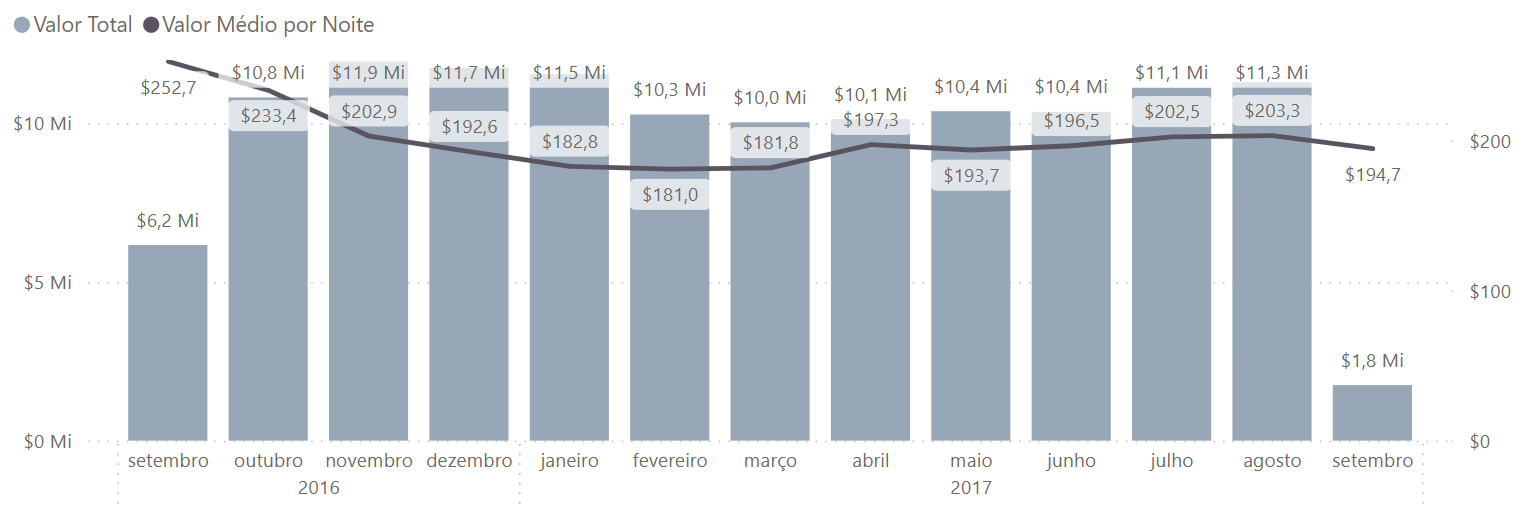 Valor Total Valor Médio por Noite
$10,8 Mi $11,9 Mi $11,7 Mi $11,5 Mi $11,1 Mi $11,3 Mi
$252,7 $10,3 Mi $10,0 Mi $10,1 Mi $10,4 Mi $10,4 Mi
$233,4 $202,9 $192,6 $197,3 $196,5 $202,5 $203,3
$10 Mi $182,8 $181,8 $200
$181,0 $193,7 $194,7
$6,2 Mi
$5 Mi $100
$1,8 Mi
$0 Mi $0
setembro outubro novembro dezembro janeiro fevereiro março abril maio junho julho agosto setembro
2016 2017